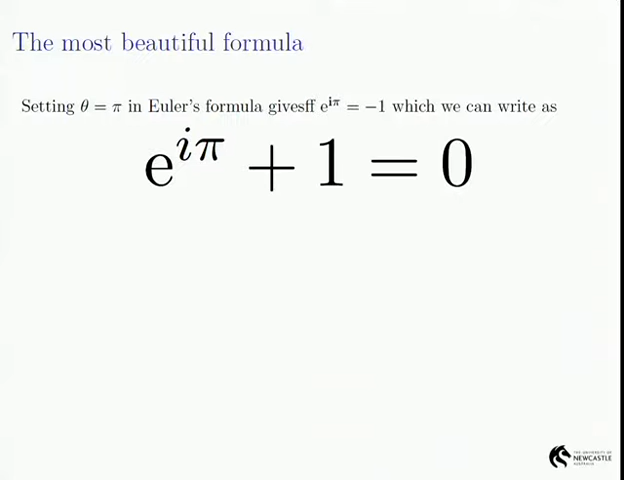 The most beautiful formula
Setting θ = π in Euler's formula givesff e^{iπ} = −1 which we can write as
e^{iπ} + 1 = 0
THE UNIVERSITY OF
NEWCASTLE
AUSTRALIA